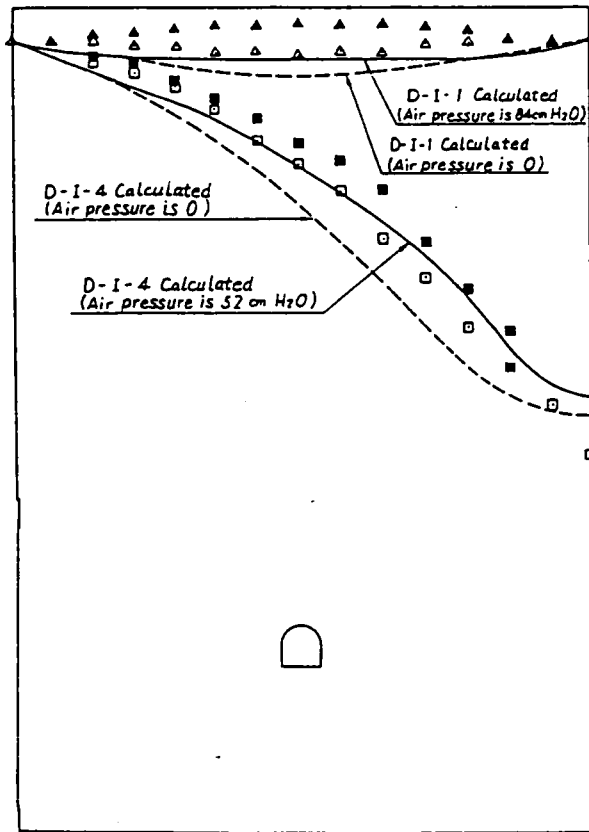 D-I-1 Calculated
(Air pressure is 84cm H2O)
D-I-1 Calculated
(Air pressure is 0)
D-I-4 Calculated
(Air pressure is 0)
D-I-4 Calculated
(Air pressure is 52 cm H2O)